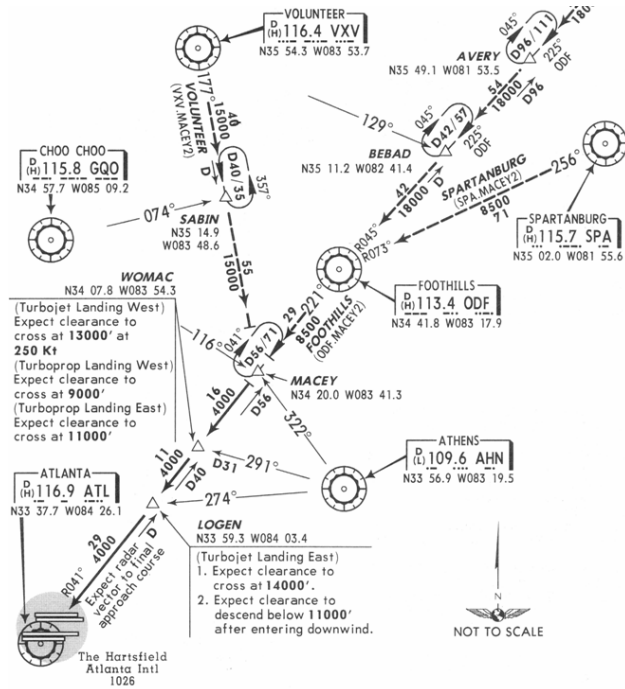 VOLUNTEER
D
(H) 116.4 VXV
N35 54.3 W083 53.7
177°
40
15000
VOLUNTEER
(VXV.MACEY2)
D
D40/35
357°
045°
D96/111
225°
ODF
AVERY
N35 49.1 W081 53.5
54
18000
D96
129°
045°
D42/57
225°
ODF
BEBAD
N35 11.2 W082 41.4
D
42
18000
CHOO CHOO
D
(H) 115.8 GQO
N34 57.7 W085 09.2
074°
SABIN
N35 14.9
W083 48.6
256°
SPARTANBURG
(SPA.MACEY2)
8500
71
SPARTANBURG
D
(H) 115.7 SPA
N35 02.0 W081 55.6
R045°
R073°
55
15000
FOOTHILLS
D
(H) 113.4 ODF
N34 41.8 W083 17.9
221°
29
8500
FOOTHILLS
(ODF.MACEY2)
WOMAC
N34 07.8 W083 54.3
(Turbojet Landing West)
Expect clearance to
cross at 13000' at
250 Kt
(Turboprop Landing West)
Expect clearance to
cross at 9000'
(Turboprop Landing East)
Expect clearance to
cross at 11000'
116°
041°
D56/71
MACEY
N34 20.0 W083 41.3
16
4000
D56
322°
ATHENS
D
(L) 109.6 AHN
N33 56.9 W083 19.5
11
4000
D40
D31
291°
274°
ATLANTA
D
(H) 116.9 ATL
N33 37.7 W084 26.1
LOGEN
N33 59.3 W084 03.4
(Turbojet Landing East)
1. Expect clearance to
cross at 14000'.
2. Expect clearance to
descend below 11000'
after entering downwind.
29
4000
D
R041°
Expect radar
vector to final
approach course
The Hartsfield
Atlanta Intl
1026
N
NOT TO SCALE